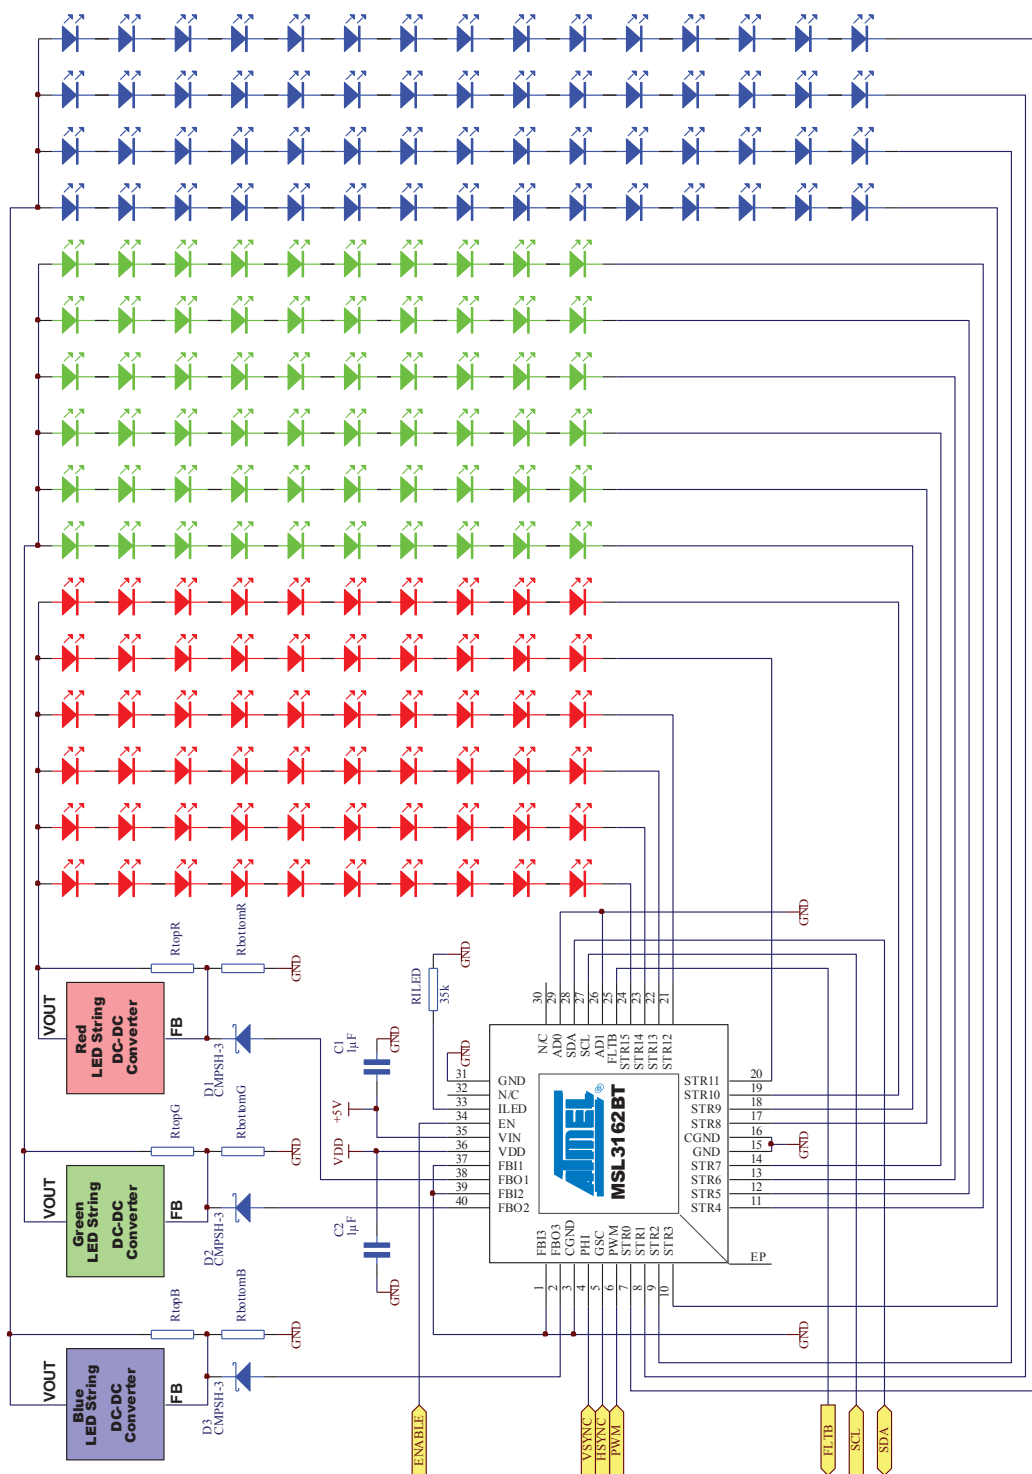 RtopR
RbottomR
GND
VOUT
Red
LED String
DC-DC
Converter
FB
D1
CMPSH-3
RtopG
RbottomG
GND
VOUT
Green
LED String
DC-DC
Converter
FB
D2
CMPSH-3
RtopB
RbottomB
GND
VOUT
Blue
LED String
DC-DC
Converter
FB
D3
CMPSH-3
RILED
35k
GND
C1
1µF
GND
+5V
VDD
C2
1µF
GND
GND
GND
31 GND
32 N/C
33 ILED
34 EN
35 VIN
36 VDD
37 FBI1
38 FBO1
39 FBI2
40 FBO2
30 N/C
29 AD0
28 SDA
27 SCL
26 AD1
25 FLTB
24 STR15
23 STR14
22 STR13
21 STR12
ATMEL®
MSL3162BT
STR11 20
STR10 19
STR9 18
STR8 17
CGND 16
GND 15
STR7 14
STR6 13
STR5 12
STR4 11
GND
EP
FBI3 1
FBO3 2
CGND 3
PHI 4
GSC 5
PWM 6
STR0 7
STR1 8
STR2 9
STR3 10
GND
ENABLE
VSYNC
HSYNC
PWM
FLTB
SCL
SDA